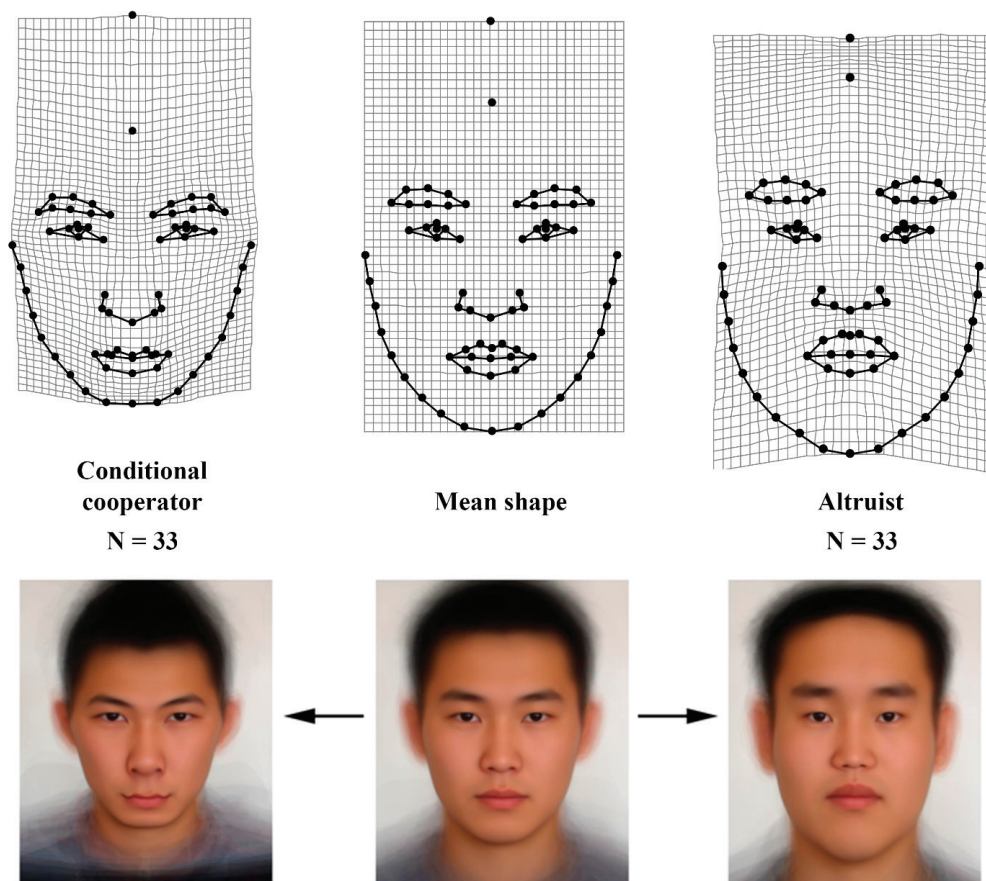 Conditional
cooperator
N = 33
Mean shape
Altruist
N = 33